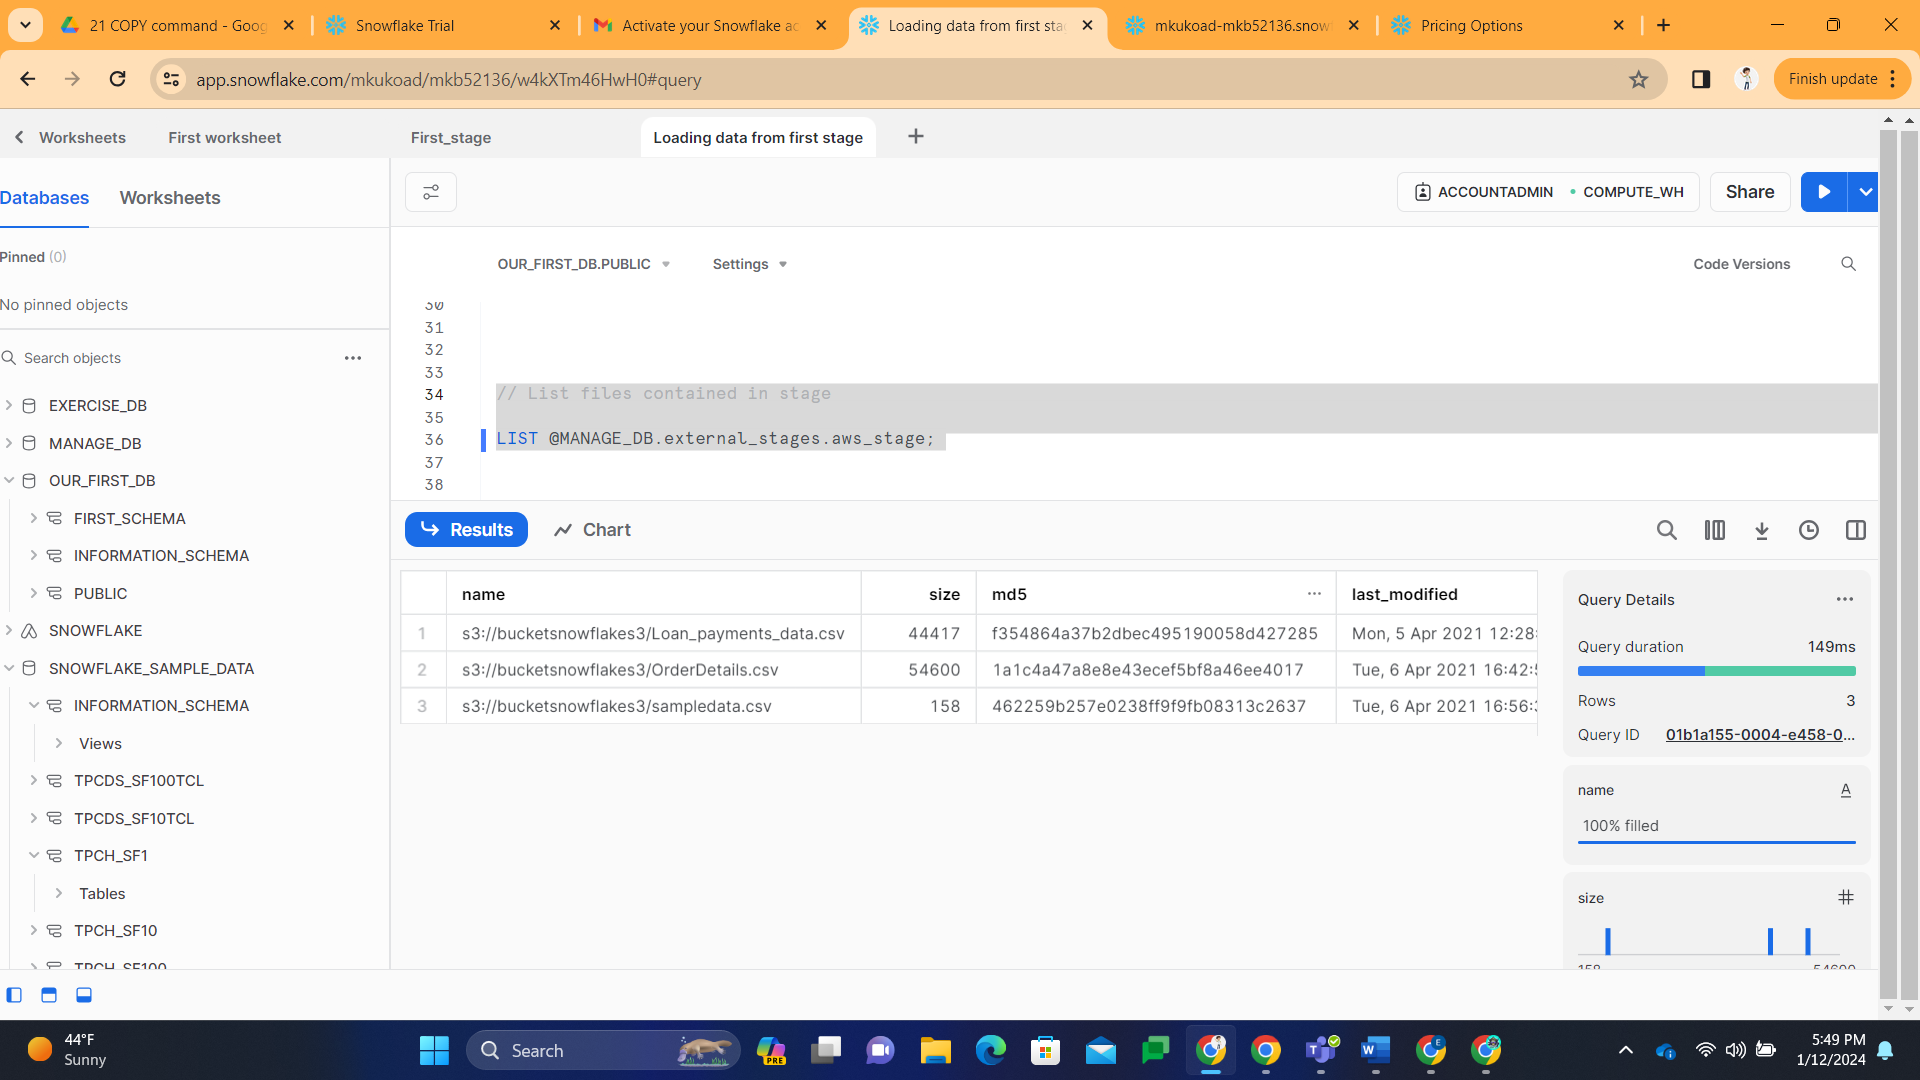 21 COPY command - Goog
Snowflake Trial
Activate your Snowflake ac
Loading data from first sta
mkukoad-mkb52136.snowf
Pricing Options
app.snowflake.com/mkukoad/mkb52136/w4kXTm46HwH0#query
Finish update
Worksheets
First worksheet
First_stage
Loading data from first stage
Databases
Worksheets
ACCOUNTADMIN
COMPUTE_WH
Share
Pinned (0)
No pinned objects
Search objects
EXERCISE_DB
MANAGE_DB
OUR_FIRST_DB
FIRST_SCHEMA
INFORMATION_SCHEMA
PUBLIC
SNOWFLAKE
SNOWFLAKE_SAMPLE_DATA
INFORMATION_SCHEMA
Views
TPCDS_SF100TCL
TPCDS_SF10TCL
TPCH_SF1
Tables
TPCH_SF10
TPCH_SF100
OUR_FIRST_DB.PUBLIC
Settings
Code Versions
30
31
32
33
34 // List files contained in stage
35
36 LIST @MANAGE_DB.external_stages.aws_stage;
37
38
Results
Chart
name size md5 ... last_modified
1 s3://bucketsnowflakes3/Loan_payments_data.csv 44417 f354864a37b2dbec495190058d427285 Mon, 5 Apr 2021 12:28:
2 s3://bucketsnowflakes3/OrderDetails.csv 54600 1a1c4a47a8e8e43ecef5bf8a46ee4017 Tue, 6 Apr 2021 16:42:5
3 s3://bucketsnowflakes3/sampledata.csv 158 462259b257e0238ff9f9fb08313c2637 Tue, 6 Apr 2021 16:56:3
Query Details
Query duration 149ms
Rows 3
Query ID 01b1a155-0004-e458-0...
name A
100% filled
size #
158 54600
44°F
Sunny
Search
PRE
5:49 PM
1/12/2024